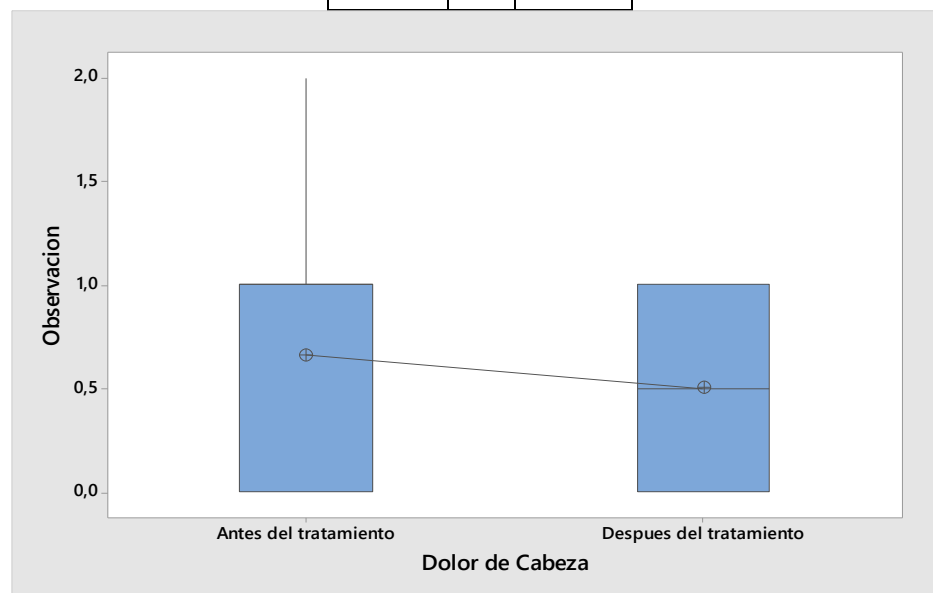 2,0
1,5
1,0
0,5
0,0
Observacion
Antes del tratamiento
Despues del tratamiento
Dolor de Cabeza